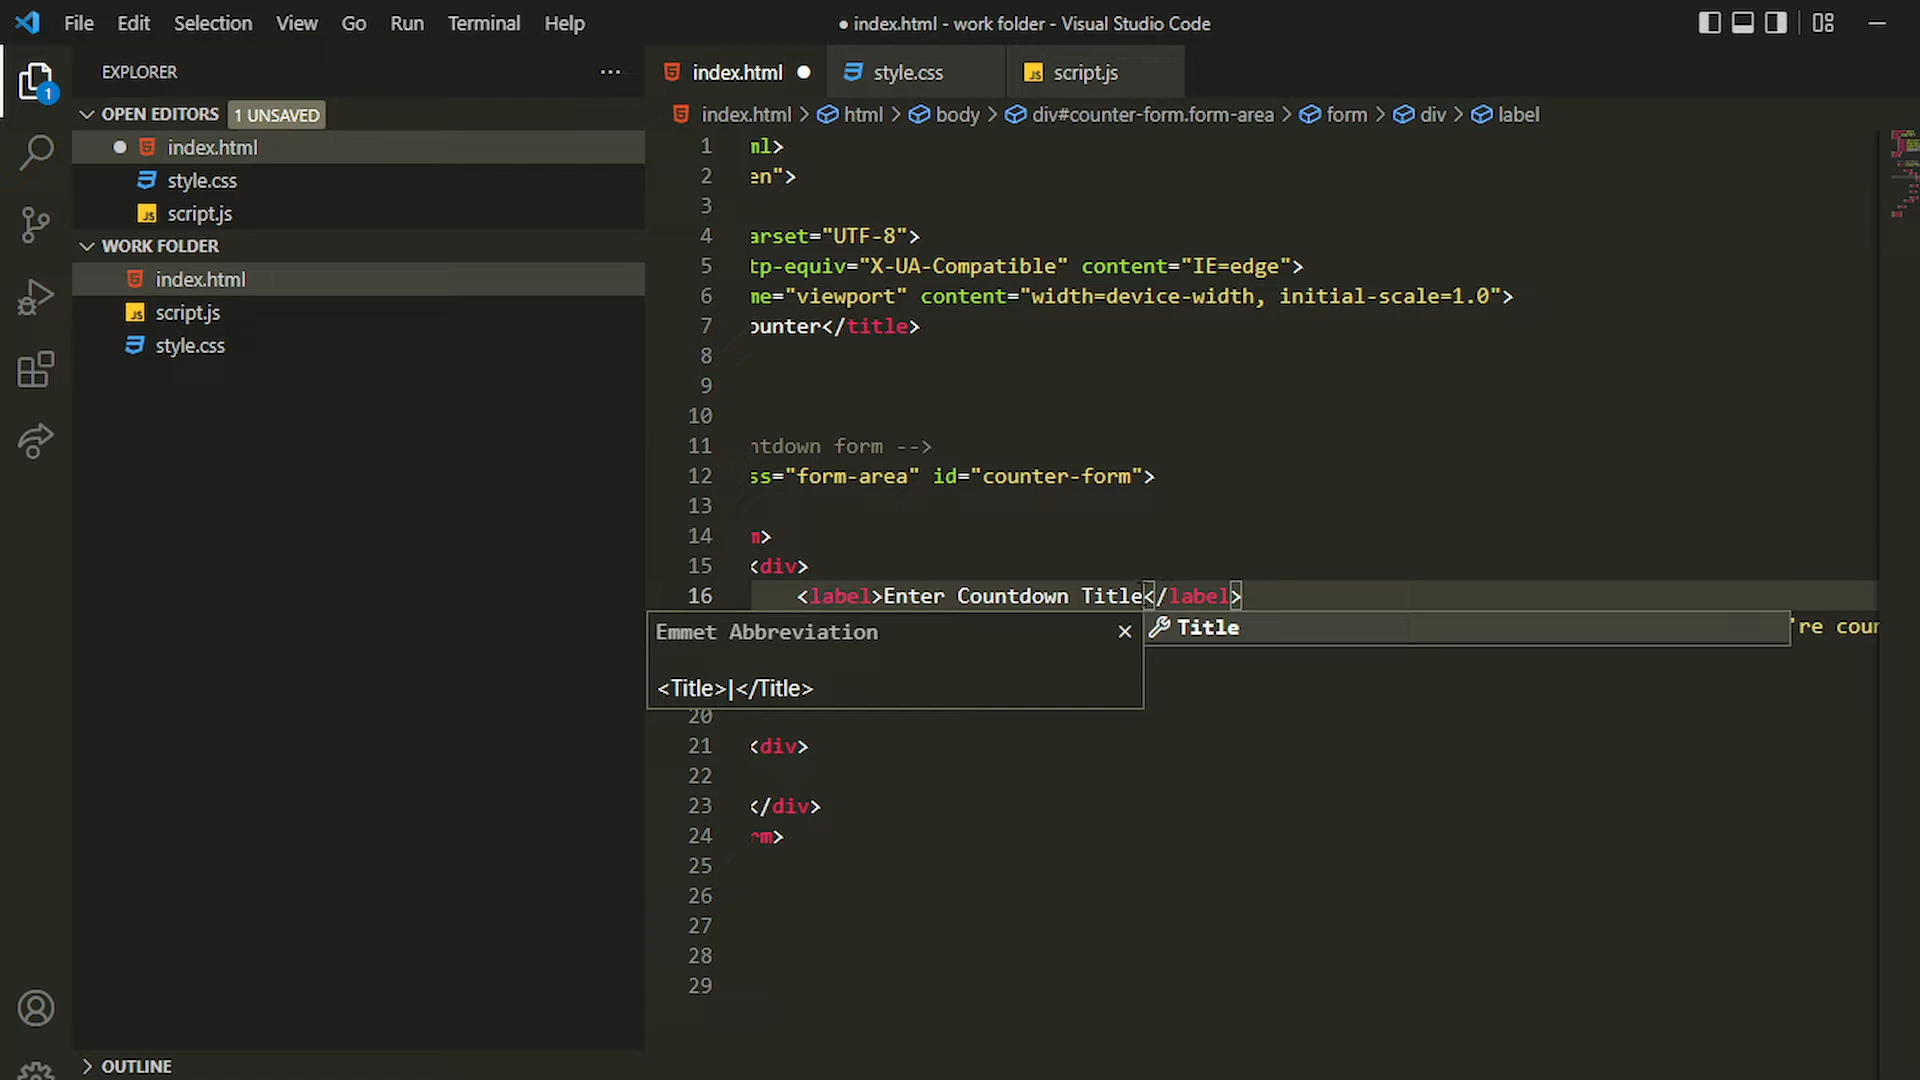 File Edit Selection View Go Run Terminal Help
● index.html - work folder - Visual Studio Code
1
EXPLORER
OPEN EDITORS 1 UNSAVED
index.html
style.css
script.js
WORK FOLDER
index.html
script.js
style.css
OUTLINE
index.html style.css script.js
index.html > html > body > div#counter-form.form-area > form > div > label
1 ml>
2 en">
3
4 arset="UTF-8">
5 tp-equiv="X-UA-Compatible" content="IE=edge">
6 me="viewport" content="width=device-width, initial-scale=1.0">
7 ounter</title>
8
9
10
11 ntdown form -->
12 ss="form-area" id="counter-form">
13
14 m>
15 <div>
16 <label>Enter Countdown Title</label>
Emmet Abbreviation
<Title>|</Title>
Title
're cour
20
21 <div>
22
23 </div>
24 rm>
25
26
27
28
29